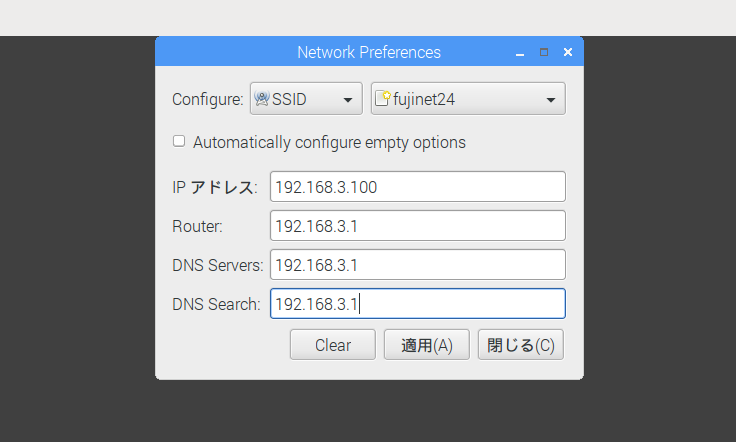 Network Preferences
Configure: SSID fujinet24
Automatically configure empty options
IP アドレス: 192.168.3.100
Router: 192.168.3.1
DNS Servers: 192.168.3.1
DNS Search: 192.168.3.1
Clear 適用(A) 閉じる(C)